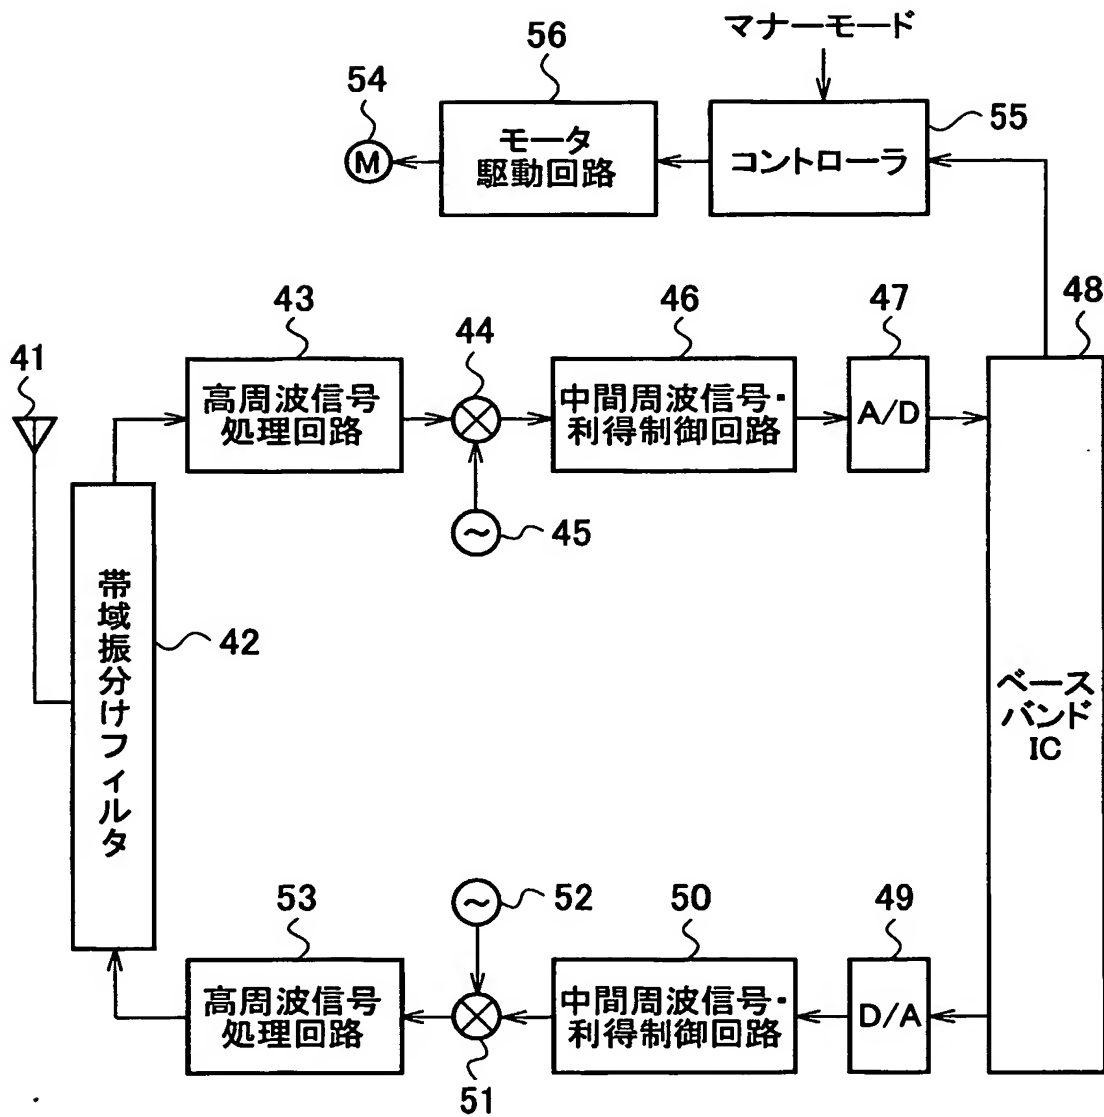 マナーモード
56
54
55
M
モータ
駆動回路
コントローラ
43
44
46
47
48
41
高周波信号
処理回路
中間周波信号・
利得制御回路
A/D
~
45
帯域振分けフィルタ
42
ベース
バンド
IC
~
52
53
50
49
高周波信号
処理回路
中間周波信号・
利得制御回路
D/A
51